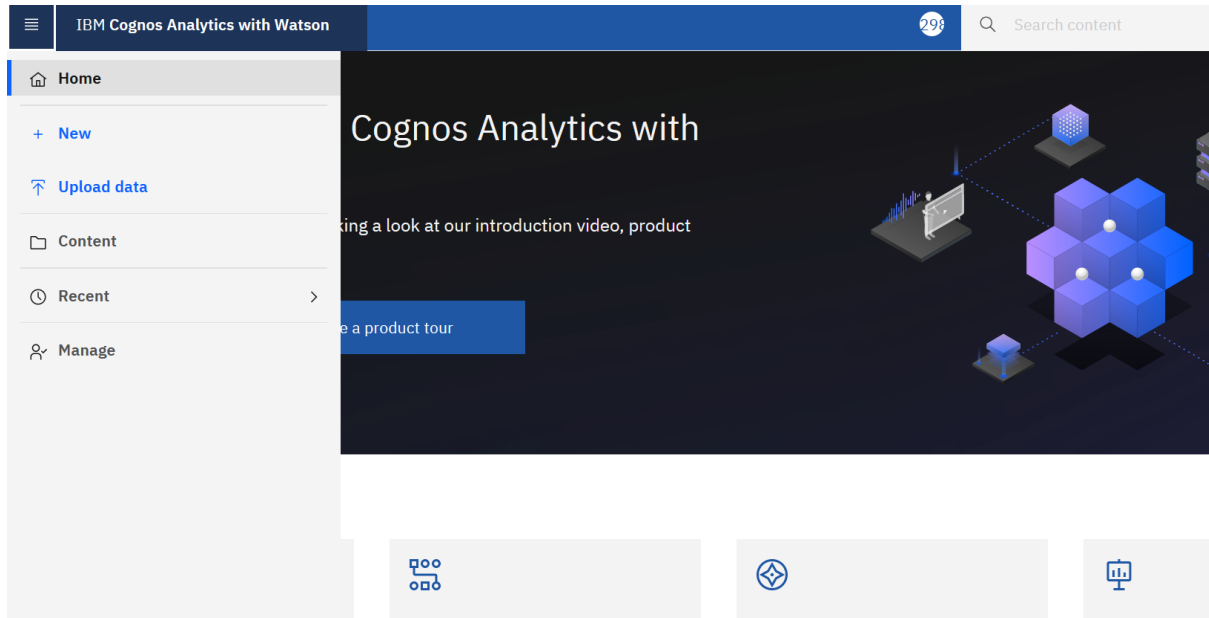 IBM Cognos Analytics with Watson
298
Search content
Home
New
Upload data
Content
Recent
Manage
Cognos Analytics with
a look at our introduction video, product
a product tour